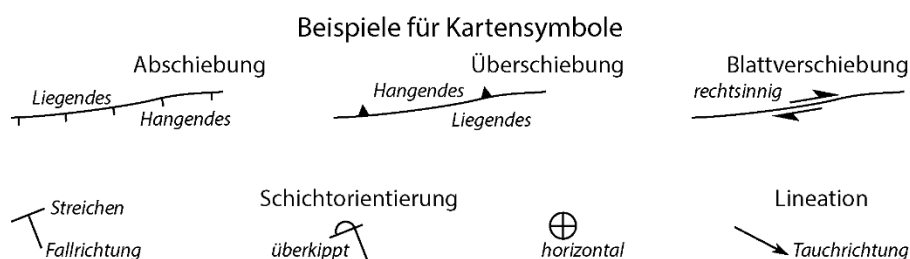 Beispiele für Kartensymbole
Abschiebung
Überschiebung
Blattverschiebung
Liegendes
Hangendes
Hangendes
Liegendes
rechtsinnig
Schichtorientierung
Lineation
Streichen
Fallrichtung
überkippt
horizontal
Tauchrichtung